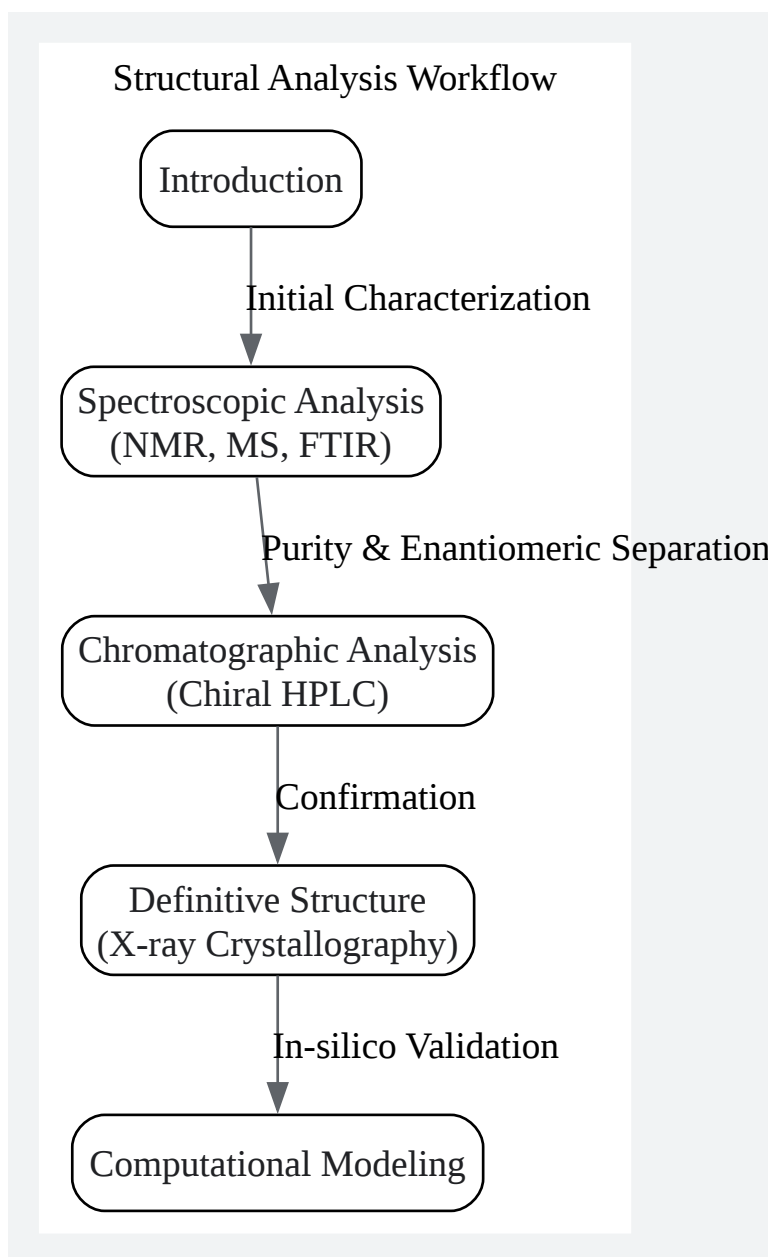 Structural Analysis Workflow
Introduction
Initial Characterization
Spectroscopic Analysis
(NMR, MS, FTIR)
Purity & Enantiomeric Separation
Chromatographic Analysis
(Chiral HPLC)
Confirmation
Definitive Structure
(X-ray Crystallography)
In-silico Validation
Computational Modeling